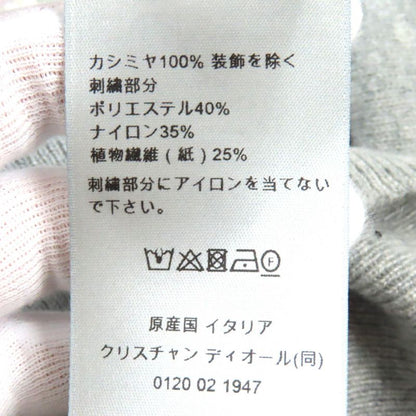 カシミヤ100% 装飾を除く
刺繍部分
ポリエステル40%
ナイロン35%
植物繊維（紙）25%
刺繍部分にアイロンを当てない
で下さい。
F
原産国 イタリア
クリスチャン ディオール(同)
0120 02 1947